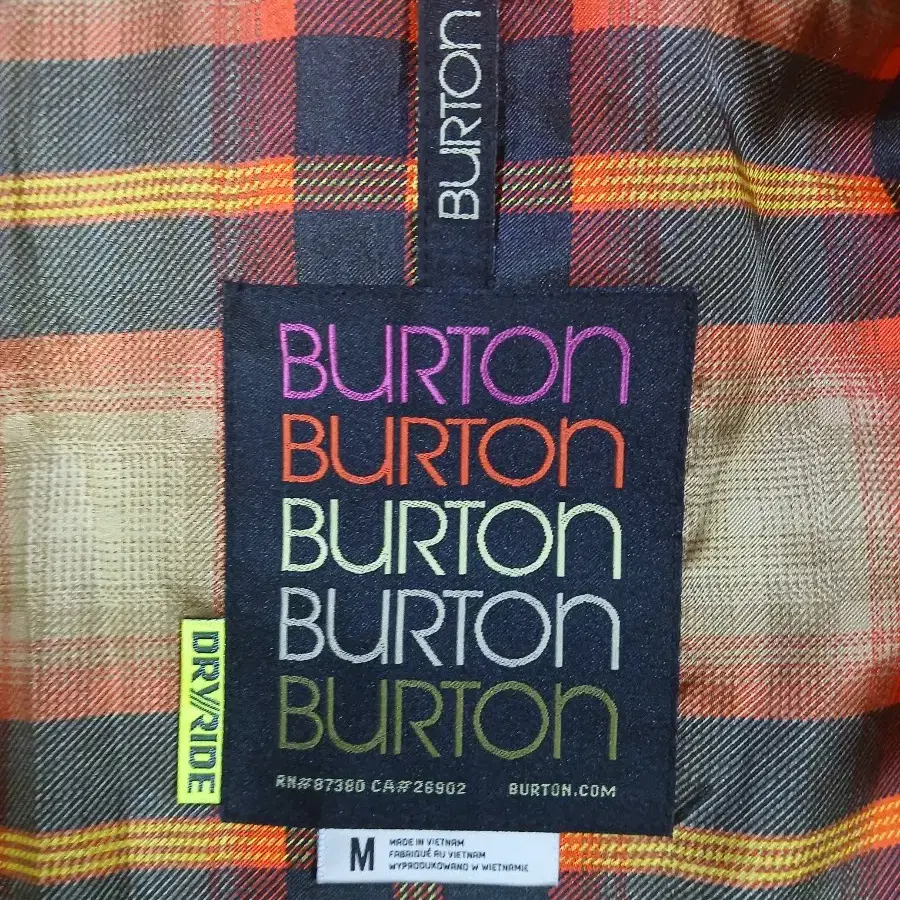 BURTON
BURTON
BURTON
BURTON
BURTON
BURTON
DRY//RIDE
RN#87380 CA#26902 BURTON.COM
M
MADE IN VIETNAM
FABRIQUÉ AU VIETNAM
WYPRODUKOWANO W WIETNAMIE